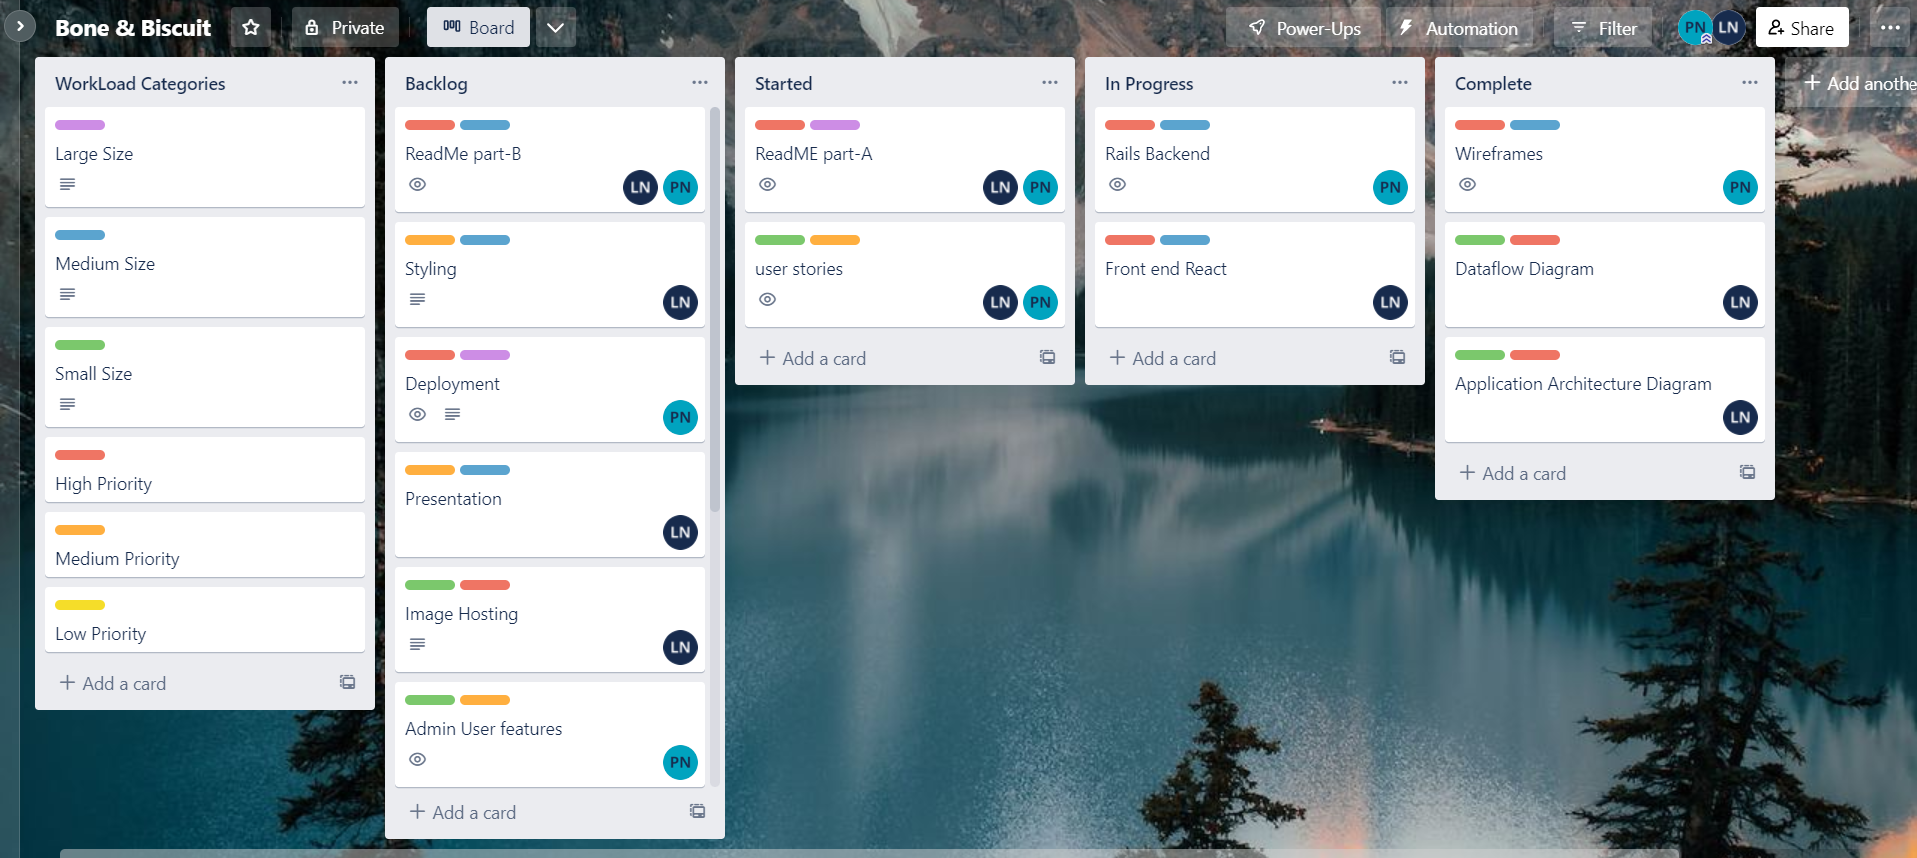 Bone & Biscuit
Private
Board
Power-Ups
Automation
Filter
PN
LN
Share
WorkLoad Categories
Large Size
Medium Size
Small Size
High Priority
Medium Priority
Low Priority
+ Add a card
Backlog
ReadMe part-B
LN PN
Styling
LN
Deployment
PN
Presentation
LN
Image Hosting
LN
Admin User features
PN
+ Add a card
Started
ReadME part-A
LN PN
user stories
LN PN
+ Add a card
In Progress
Rails Backend
PN
Front end React
LN
+ Add a card
Complete
Wireframes
PN
Dataflow Diagram
LN
Application Architecture Diagram
LN
+ Add a card
+ Add anothe